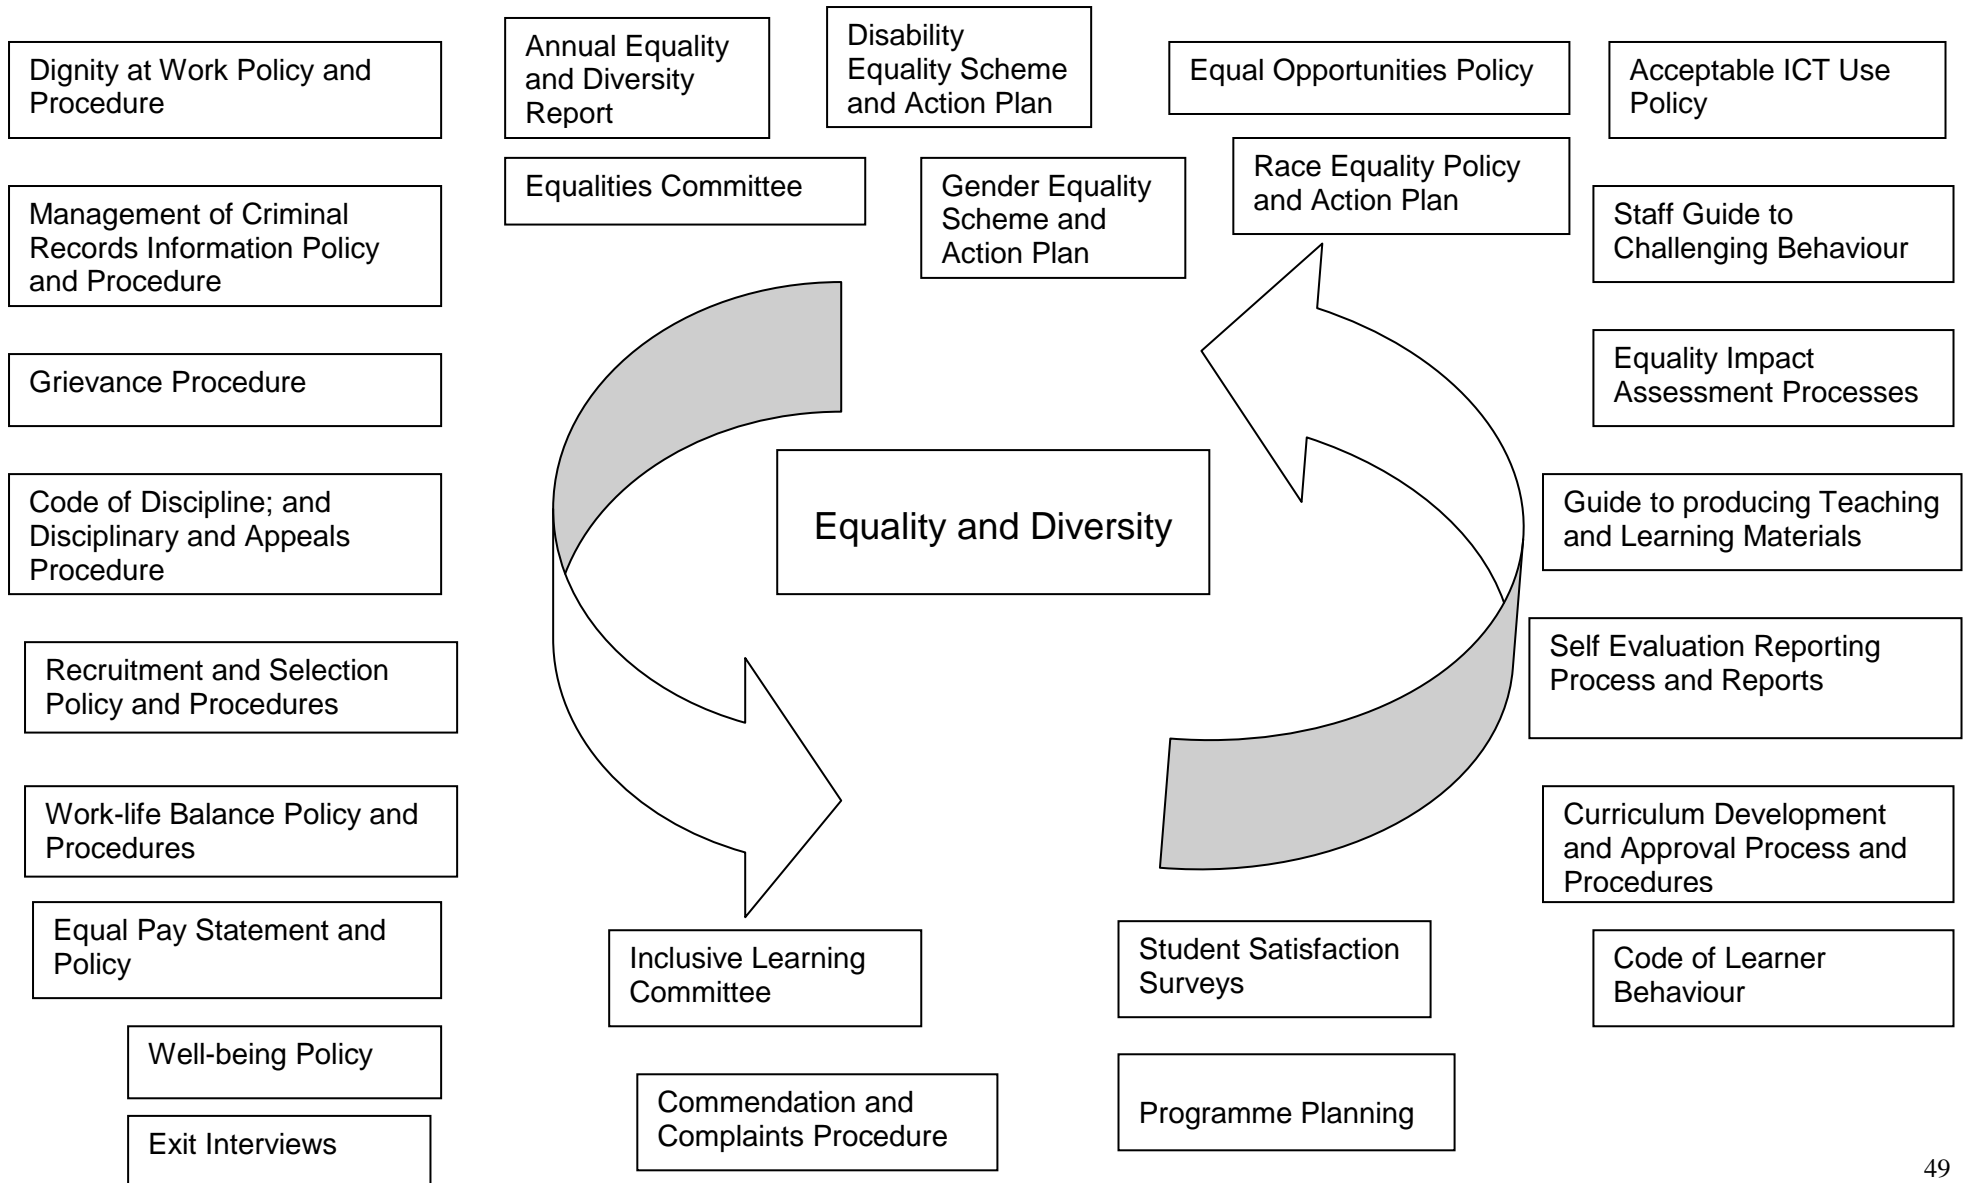 Dignity at Work Policy and
Procedure
Annual Equality
and Diversity
Report
Disability
Equality Scheme
and Action Plan
Equal Opportunities Policy
Acceptable ICT Use
Policy
Equalities Committee
Gender Equality
Scheme and
Action Plan
Race Equality Policy
and Action Plan
Management of Criminal
Records Information Policy
and Procedure
Staff Guide to
Challenging Behaviour
Grievance Procedure
Equality Impact
Assessment Processes
Code of Discipline; and
Disciplinary and Appeals
Procedure
Equality and Diversity
Guide to producing Teaching
and Learning Materials
Recruitment and Selection
Policy and Procedures
Self Evaluation Reporting
Process and Reports
Work-life Balance Policy and
Procedures
Curriculum Development
and Approval Process and
Procedures
Equal Pay Statement and
Policy
Inclusive Learning
Committee
Student Satisfaction
Surveys
Code of Learner
Behaviour
Well-being Policy
Commendation and
Complaints Procedure
Programme Planning
Exit Interviews
49